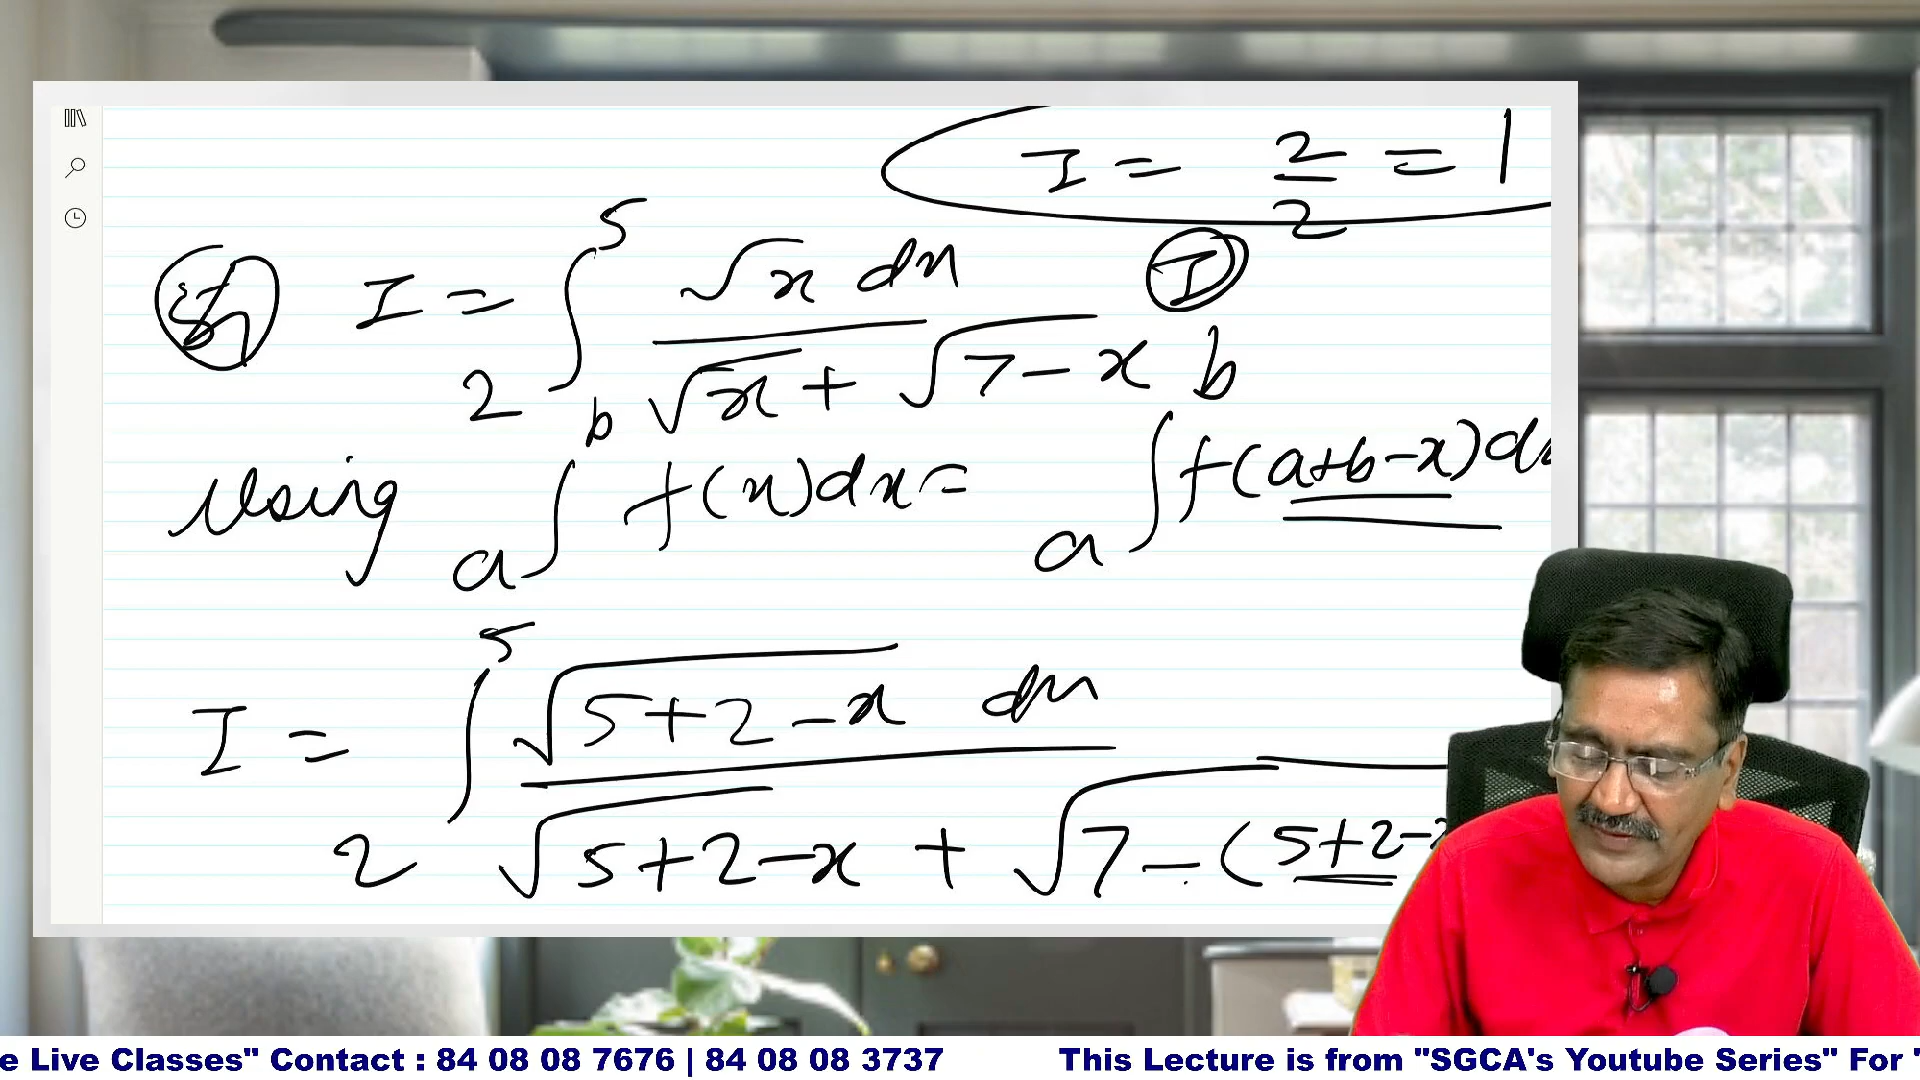 I = 2/2 = 1
I = ∫₂⁵ √x dx / (√x + √(7 − x)) Ⓘ
Using ∫ₐᵇ f(x)dx = ∫ₐᵇ f(a+b−x)d
I = ∫₂⁵ √(5+2−x) dx / (√(5+2−x) + √(7 − (5+2−
e Live Classes" Contact : 84 08 08 7676 | 84 08 08 3737 This Lecture is from "SGCA's Youtube Series" For "